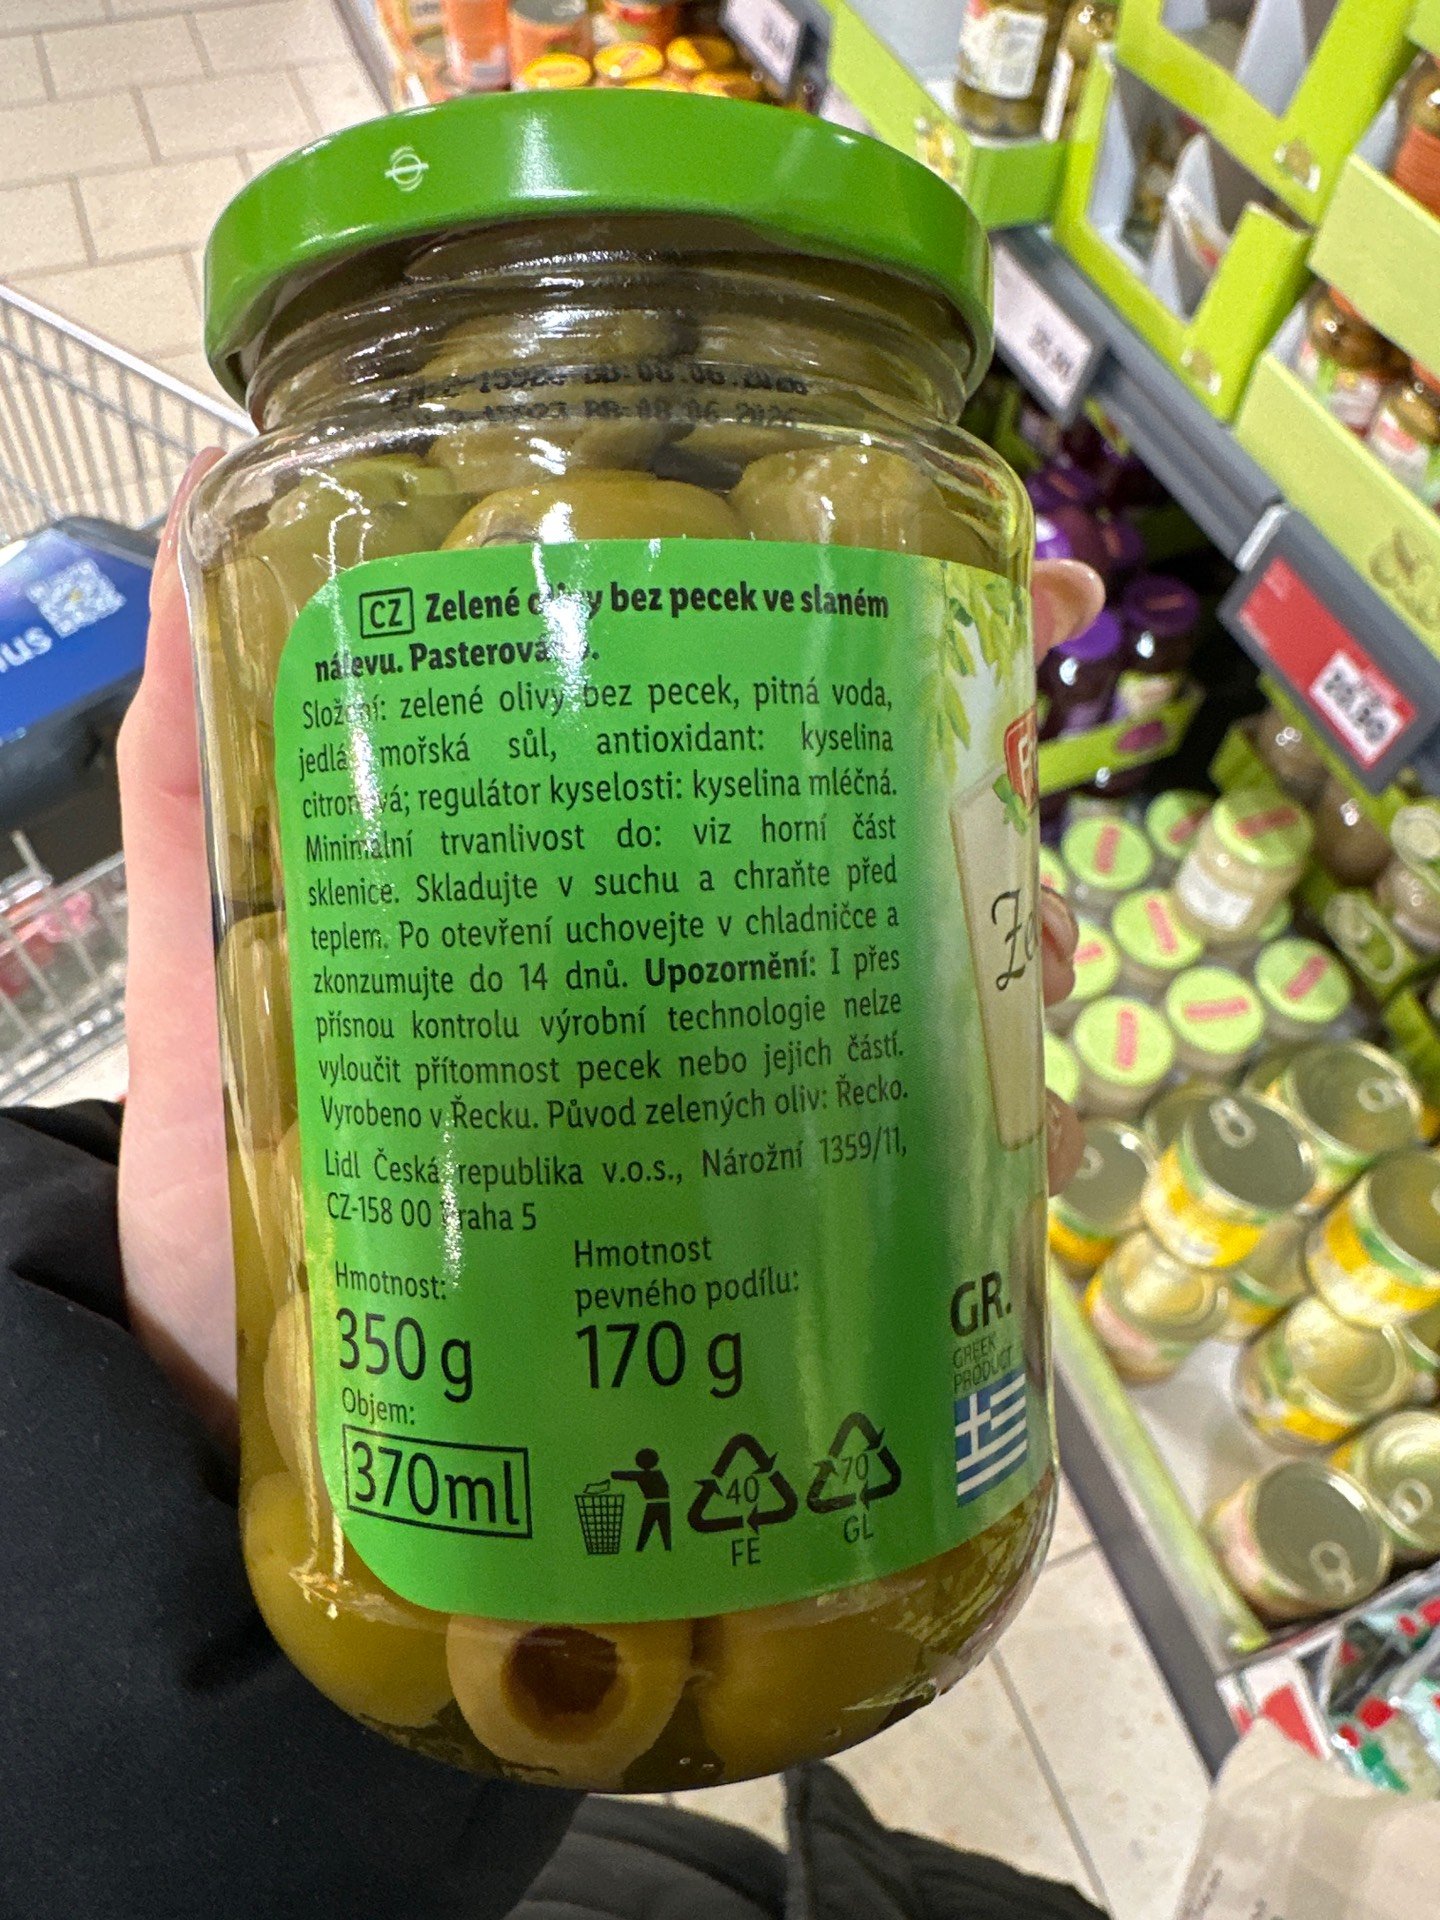 BB: 08.06.2026
CZ Zelené olivy bez pecek ve slaném
nálevu. Pasterováno.
Složení: zelené olivy bez pecek, pitná voda,
jedlá mořská sůl, antioxidant: kyselina
citronová; regulátor kyselosti: kyselina mléčná.
Minimální trvanlivost do: viz horní část
sklenice. Skladujte v suchu a chraňte před
teplem. Po otevření uchovejte v chladničce a
zkonzumujte do 14 dnů. Upozornění: I přes
přísnou kontrolu výrobní technologie nelze
vyloučit přítomnost pecek nebo jejich částí.
Vyrobeno v Řecku. Původ zelených oliv: Řecko.
Lidl Česká republika v.o.s., Nárožní 1359/11,
CZ-158 00 Praha 5
Hmotnost:
350 g
Hmotnost
pevného podílu:
170 g
Objem:
370ml
40
FE
70
GL
GR.
GREEK
PRODUCT